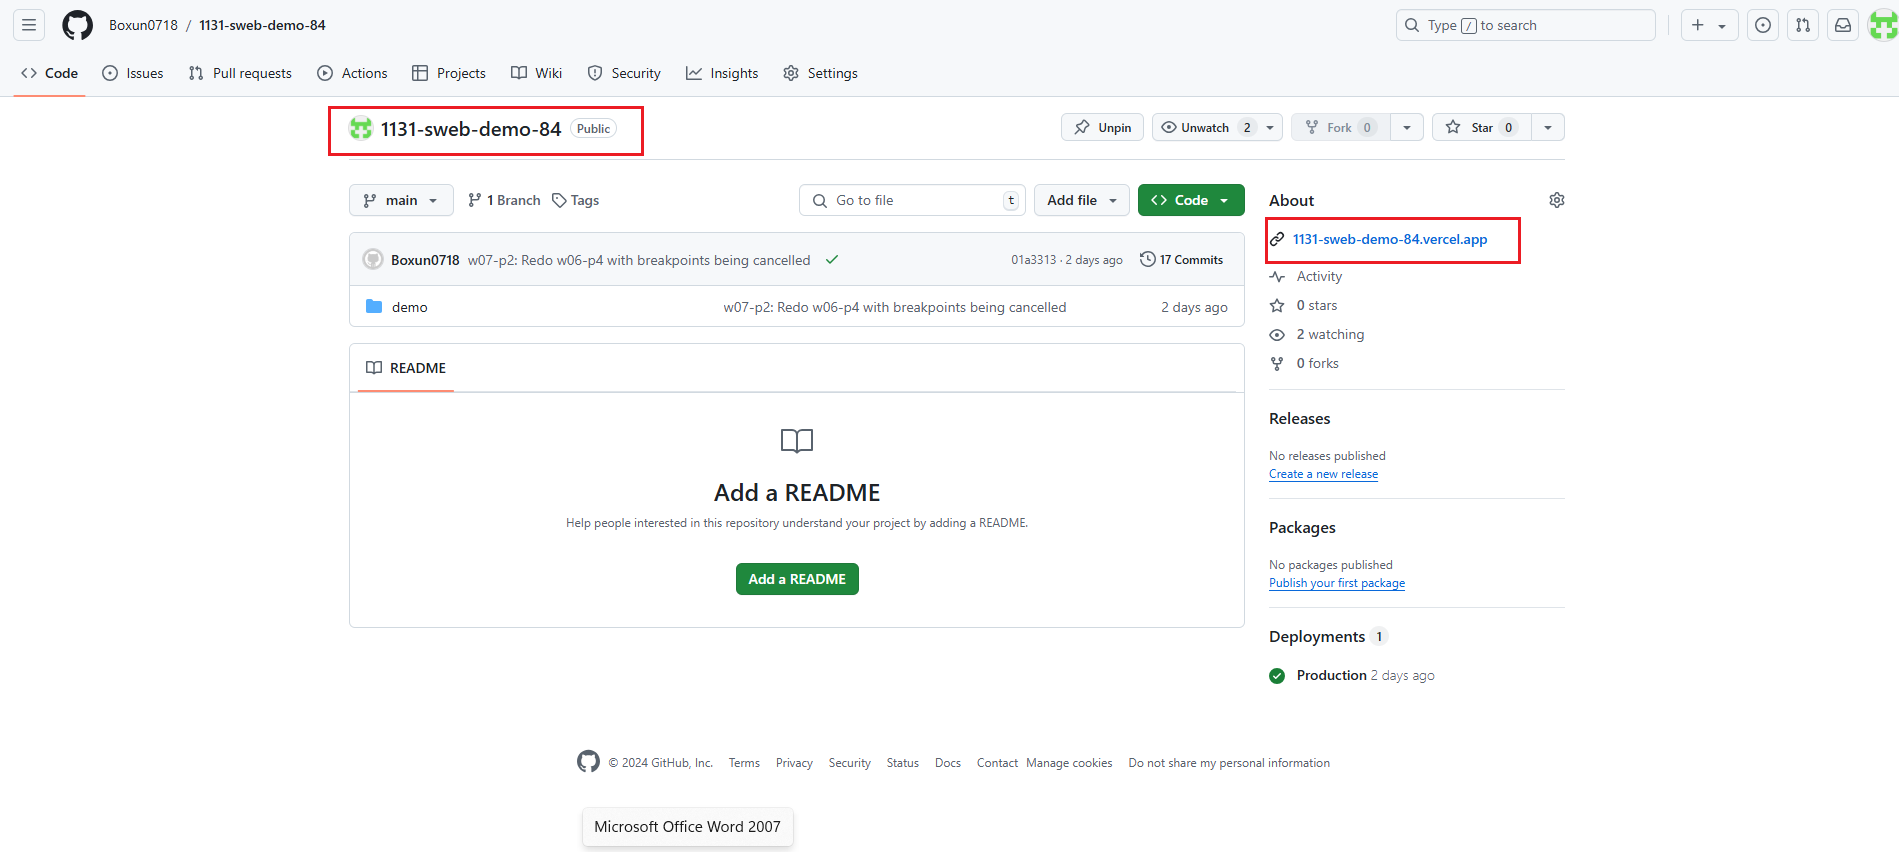 Boxun0718 / 1131-sweb-demo-84
Type / to search
Code Issues Pull requests Actions Projects Wiki Security Insights Settings
1131-sweb-demo-84 Public
Unpin Unwatch 2 Fork 0 Star 0
main 1 Branch Tags Go to file t Add file Code
Boxun0718 w07-p2: Redo w06-p4 with breakpoints being cancelled 01a3313 · 2 days ago 17 Commits
demo w07-p2: Redo w06-p4 with breakpoints being cancelled 2 days ago
README
Add a README
Help people interested in this repository understand your project by adding a README.
Add a README
About
1131-sweb-demo-84.vercel.app
Activity
0 stars
2 watching
0 forks
Releases
No releases published
Create a new release
Packages
No packages published
Publish your first package
Deployments 1
Production 2 days ago
© 2024 GitHub, Inc. Terms Privacy Security Status Docs Contact Manage cookies Do not share my personal information
Microsoft Office Word 2007